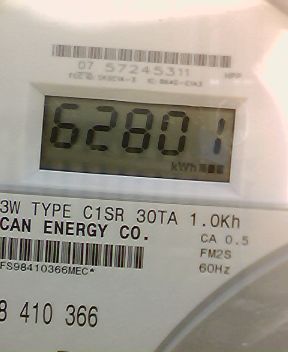 07 57245311
62801
kWh
3W TYPE C1SR 30TA 1.0Kh
CAN ENERGY CO.
CA 0.5
FM2S
60Hz
FS98410366MEC*
8 410 366